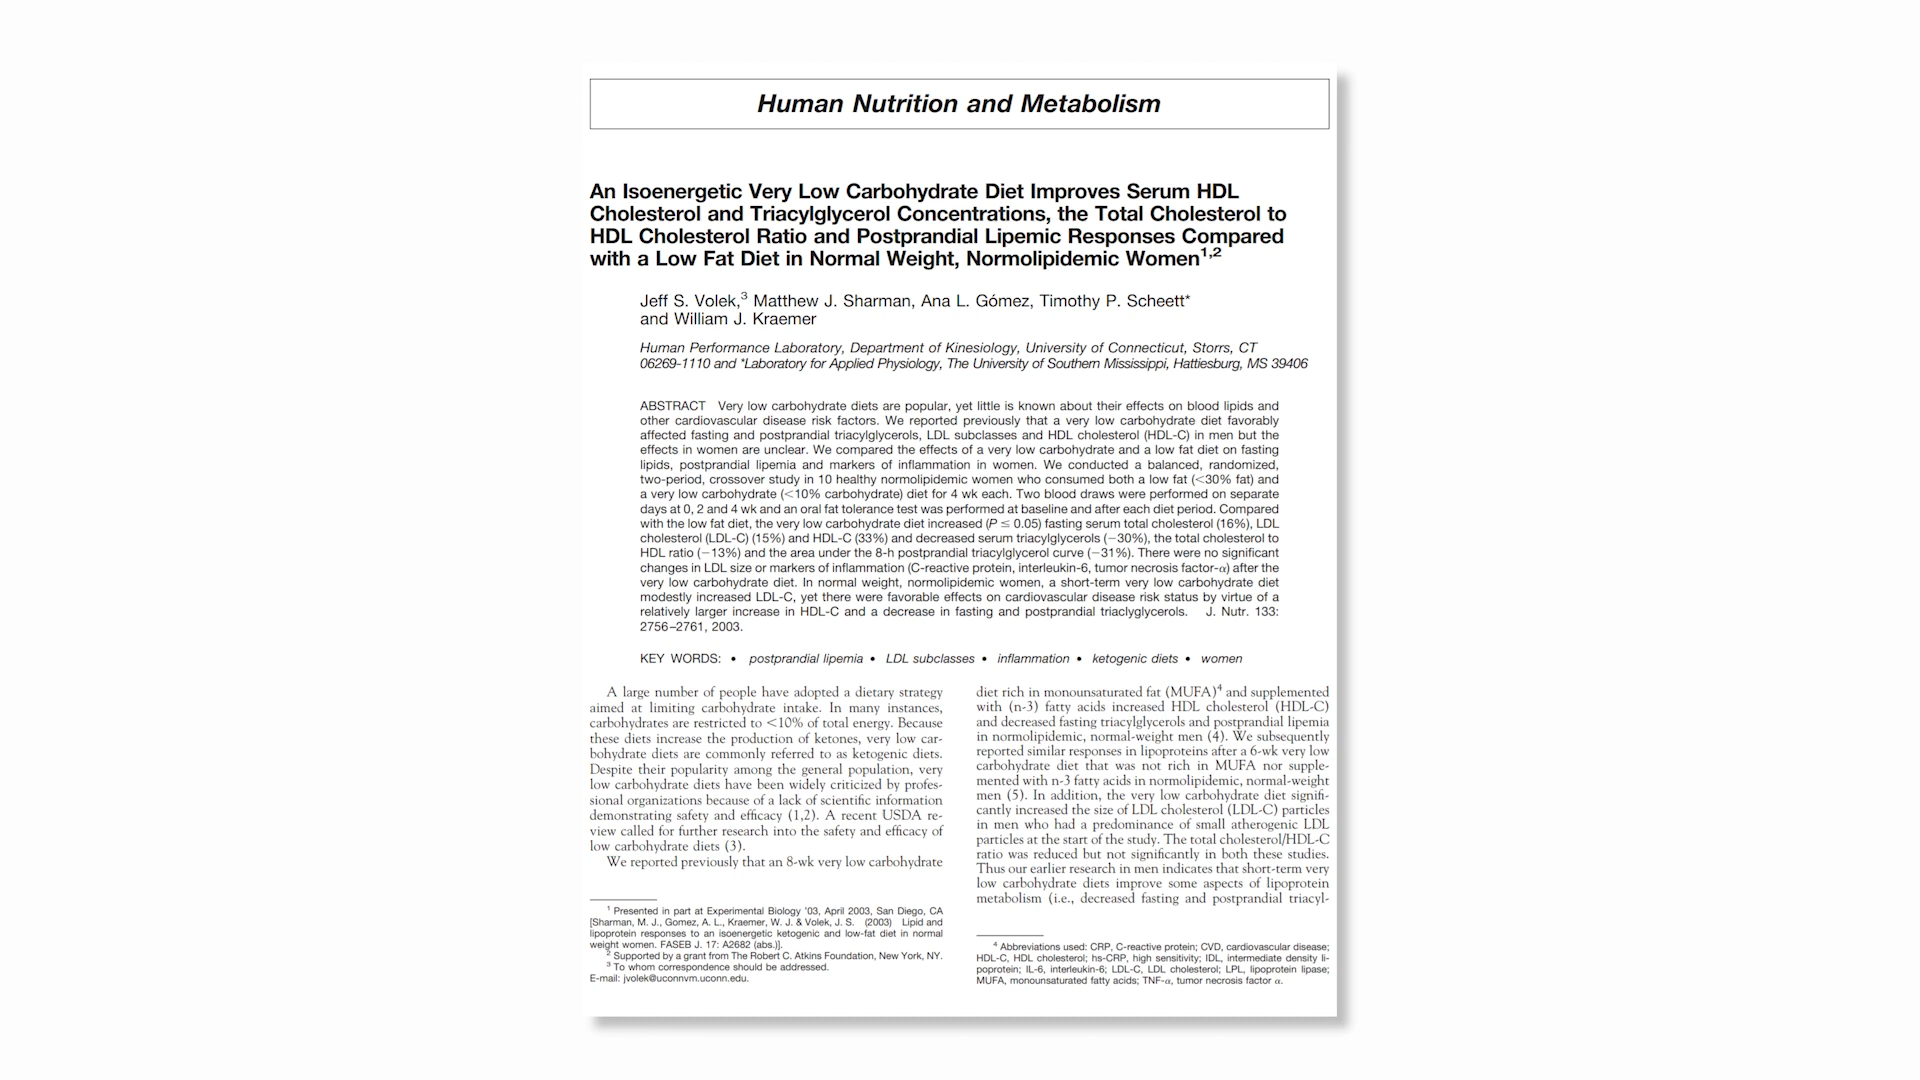 Human Nutrition and Metabolism
An Isoenergetic Very Low Carbohydrate Diet Improves Serum HDL
Cholesterol and Triacylglycerol Concentrations, the Total Cholesterol to
HDL Cholesterol Ratio and Postprandial Lipemic Responses Compared
with a Low Fat Diet in Normal Weight, Normolipidemic Women1,2
Jeff S. Volek,3 Matthew J. Sharman, Ana L. Gómez, Timothy P. Scheett*
and William J. Kraemer
Human Performance Laboratory, Department of Kinesiology, University of Connecticut, Storrs, CT
06269-1110 and *Laboratory for Applied Physiology, The University of Southern Mississippi, Hattiesburg, MS 39406
ABSTRACT Very low carbohydrate diets are popular, yet little is known about their effects on blood lipids and
other cardiovascular disease risk factors. We reported previously that a very low carbohydrate diet favorably
affected fasting and postprandial triacylglycerols, LDL subclasses and HDL cholesterol (HDL-C) in men but the
effects in women are unclear. We compared the effects of a very low carbohydrate and a low fat diet on fasting
lipids, postprandial lipemia and markers of inflammation in women. We conducted a balanced, randomized,
two-period, crossover study in 10 healthy normolipidemic women who consumed both a low fat (<30% fat) and
a very low carbohydrate (<10% carbohydrate) diet for 4 wk each. Two blood draws were performed on separate
days at 0, 2 and 4 wk and an oral fat tolerance test was performed at baseline and after each diet period. Compared
with the low fat diet, the very low carbohydrate diet increased (P ≤ 0.05) fasting serum total cholesterol (16%), LDL
cholesterol (LDL-C) (15%) and HDL-C (33%) and decreased serum triacylglycerols (−30%), the total cholesterol to
HDL ratio (−13%) and the area under the 8-h postprandial triacylglycerol curve (−31%). There were no significant
changes in LDL size or markers of inflammation (C-reactive protein, interleukin-6, tumor necrosis factor-α) after the
very low carbohydrate diet. In normal weight, normolipidemic women, a short-term very low carbohydrate diet
modestly increased LDL-C, yet there were favorable effects on cardiovascular disease risk status by virtue of a
relatively larger increase in HDL-C and a decrease in fasting and postprandial triaclyglycerols. J. Nutr. 133:
2756–2761, 2003.
KEY WORDS: • postprandial lipemia • LDL subclasses • inflammation • ketogenic diets • women
A large number of people have adopted a dietary strategy
aimed at limiting carbohydrate intake. In many instances,
carbohydrates are restricted to <10% of total energy. Because
these diets increase the production of ketones, very low car-
bohydrate diets are commonly referred to as ketogenic diets.
Despite their popularity among the general population, very
low carbohydrate diets have been widely criticized by profes-
sional organizations because of a lack of scientific information
demonstrating safety and efficacy (1,2). A recent USDA re-
view called for further research into the safety and efficacy of
low carbohydrate diets (3).
We reported previously that an 8-wk very low carbohydrate
1 Presented in part at Experimental Biology '03, April 2003, San Diego, CA
[Sharman, M. J., Gomez, A. L., Kraemer, W. J. & Volek, J. S. (2003) Lipid and
lipoprotein responses to an isoenergetic ketogenic and low-fat diet in normal
weight women. FASEB J. 17: A2682 (abs.)].
2 Supported by a grant from The Robert C. Atkins Foundation, New York, NY.
3 To whom correspondence should be addressed.
E-mail: jvolek@uconnvm.uconn.edu.
diet rich in monounsaturated fat (MUFA)4 and supplemented
with (n-3) fatty acids increased HDL cholesterol (HDL-C)
and decreased fasting triacylglycerols and postprandial lipemia
in normolipidemic, normal-weight men (4). We subsequently
reported similar responses in lipoproteins after a 6-wk very low
carbohydrate diet that was not rich in MUFA nor supple-
mented with n-3 fatty acids in normolipidemic, normal-weight
men (5). In addition, the very low carbohydrate diet signifi-
cantly increased the size of LDL cholesterol (LDL-C) particles
in men who had a predominance of small atherogenic LDL
particles at the start of the study. The total cholesterol/HDL-C
ratio was reduced but not significantly in both these studies.
Thus our earlier research in men indicates that short-term very
low carbohydrate diets improve some aspects of lipoprotein
metabolism (i.e., decreased fasting and postprandial triacyl-
4 Abbreviations used: CRP, C-reactive protein; CVD, cardiovascular disease;
HDL-C, HDL cholesterol; hs-CRP, high sensitivity; IDL, intermediate density li-
poprotein; IL-6, interleukin-6; LDL-C, LDL cholesterol; LPL, lipoprotein lipase;
MUFA, monounsaturated fatty acids; TNF-α, tumor necrosis factor α.